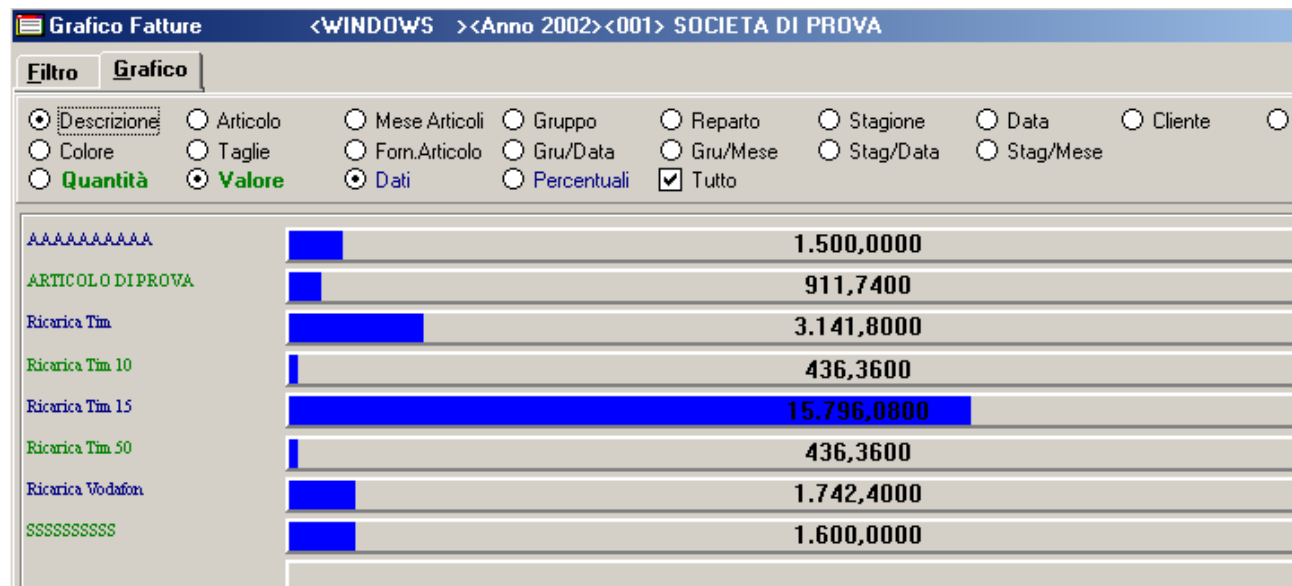 Grafico Fatture <WINDOWS ><Anno 2002><001> SOCIETA DI PROVA
Filtro Grafico
Descrizione Articolo Mese Articoli Gruppo Reparto Stagione Data Cliente
Colore Taglie Forn.Articolo Gru/Data Gru/Mese Stag/Data Stag/Mese
Quantità Valore Dati Percentuali Tutto
AAAAAAAAAA 1.500,0000
ARTICOLO DI PROVA 911,7400
Ricarica Tim 3.141,8000
Ricarica Tim 10 436,3600
Ricarica Tim 15 15.796,0800
Ricarica Tim 50 436,3600
Ricarica Vodafon 1.742,4000
SSSSSSSSSS 1.600,0000